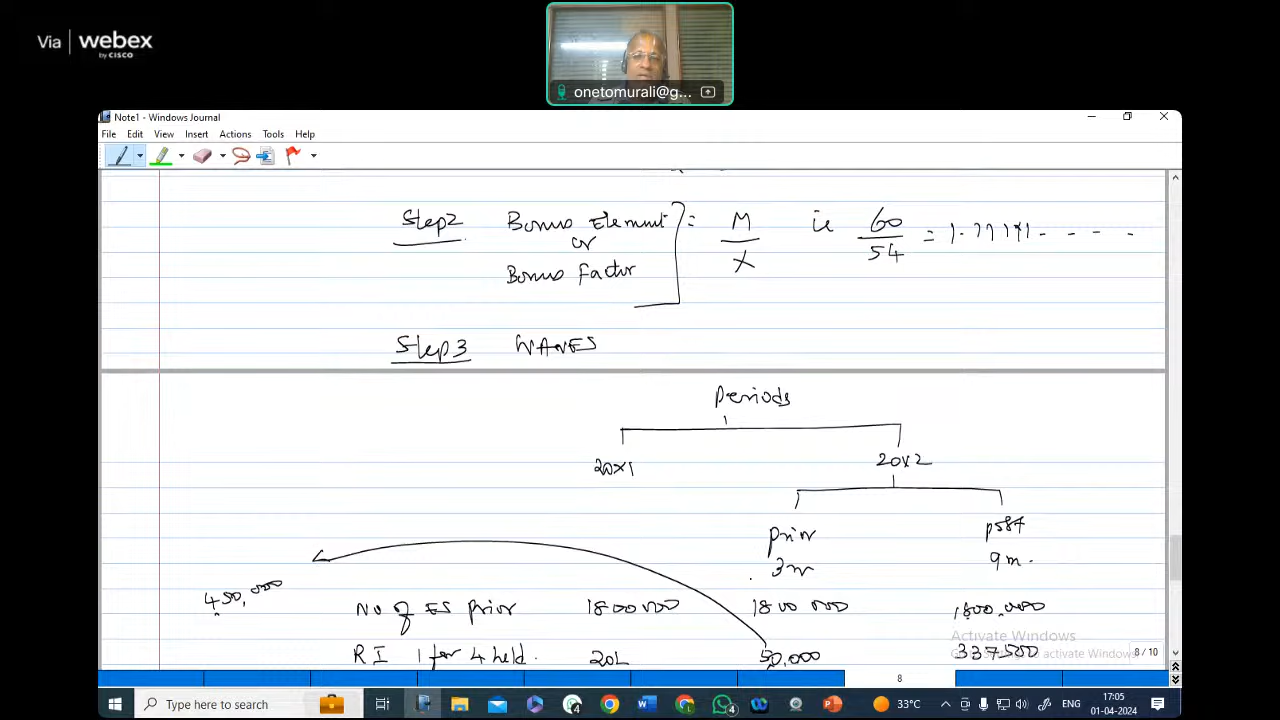 Via webex
by CISCO
onetomurali@g...
Note1 - Windows Journal
File Edit View Insert Actions Tools Help
Step2 Bonus Element = M ie 60 = 1.11111 - - - -
or X 54
Bonus Factor
Step3 WANES
Periods
20X1 20X2
prior post
3m 9m.
450,000
No of ES prior 1800000 1800000 1800,000
Activate Windows
RI 1 for 4 held. 20L 50,000 337500
8 / 10
8
Type here to search
33°C ENG 17:05
01-04-2024